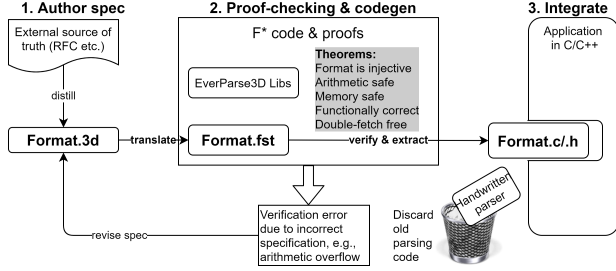 1. Author spec
2. Proof-checking & codegen
3. Integrate
External source of
truth (RFC etc.)
distill
Format.3d
translate
F* code & proofs
EverParse3D Libs
Theorems:
Format is injective
Arithmetic safe
Memory safe
Functionally correct
Double-fetch free
Format.fst
verify & extract
Application
in C/C++
Format.c/.h
Verification error
due to incorrect
specification, e.g.,
arithmetic overflow
revise spec
Discard
old
parsing
code
Handwritten
parser